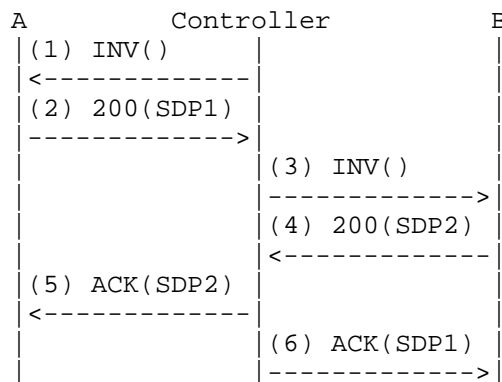 A Controller B
(1) INV()
<-------------
(2) 200(SDP1)
------------->
(3) INV()
------------->
(4) 200(SDP2)
<-------------
(5) ACK(SDP2)
<-------------
(6) ACK(SDP1)
------------->